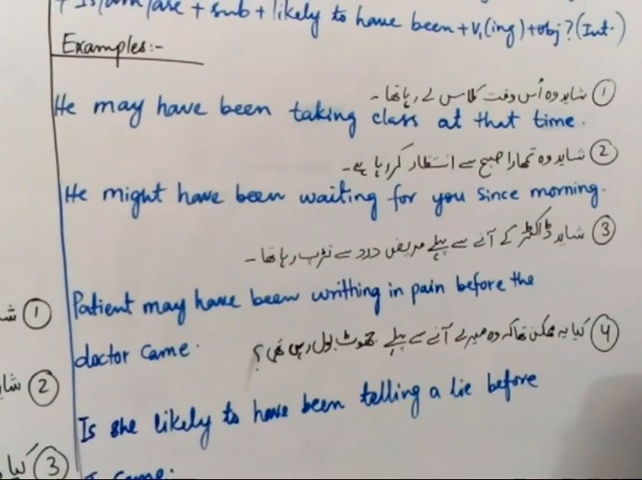 + Is/am/are + sub + likely to have been + v₁(ing) + obj? (Int.)
Examples:-
① شاید وہ اُس وقت کلاس لے رہا تھا۔
He may have been taking class at that time.
② شاید وہ تمہارا صبح سے انتظار کر رہا ہے۔
He might have been waiting for you since morning.
③ شاید ڈاکٹر کے آنے سے پہلے مریض درد سے تڑپ رہا تھا۔
Patient may have been writhing in pain before the
doctor came.
④ کیا یہ ممکن تھا کہ وہ میرے آنے سے پہلے جھوٹ بول رہی تھی؟
Is she likely to have been telling a lie before
I came.
①
②
③ کیا